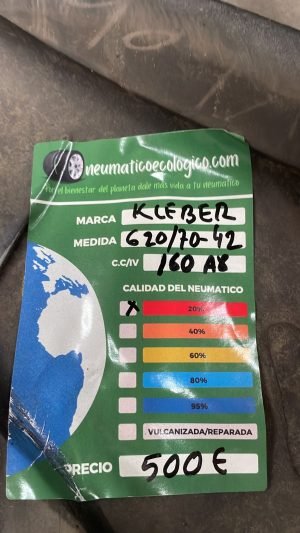 neumaticoecologico.com
Por el bienestar del planeta dale más vida a tu neumatico
MARCA KLEBER
MEDIDA 620/70-42
C.C/IV 160 A8
CALIDAD DEL NEUMATICO
X 20%
40%
60%
80%
95%
VULCANIZADA/REPARADA
PRECIO 500 €